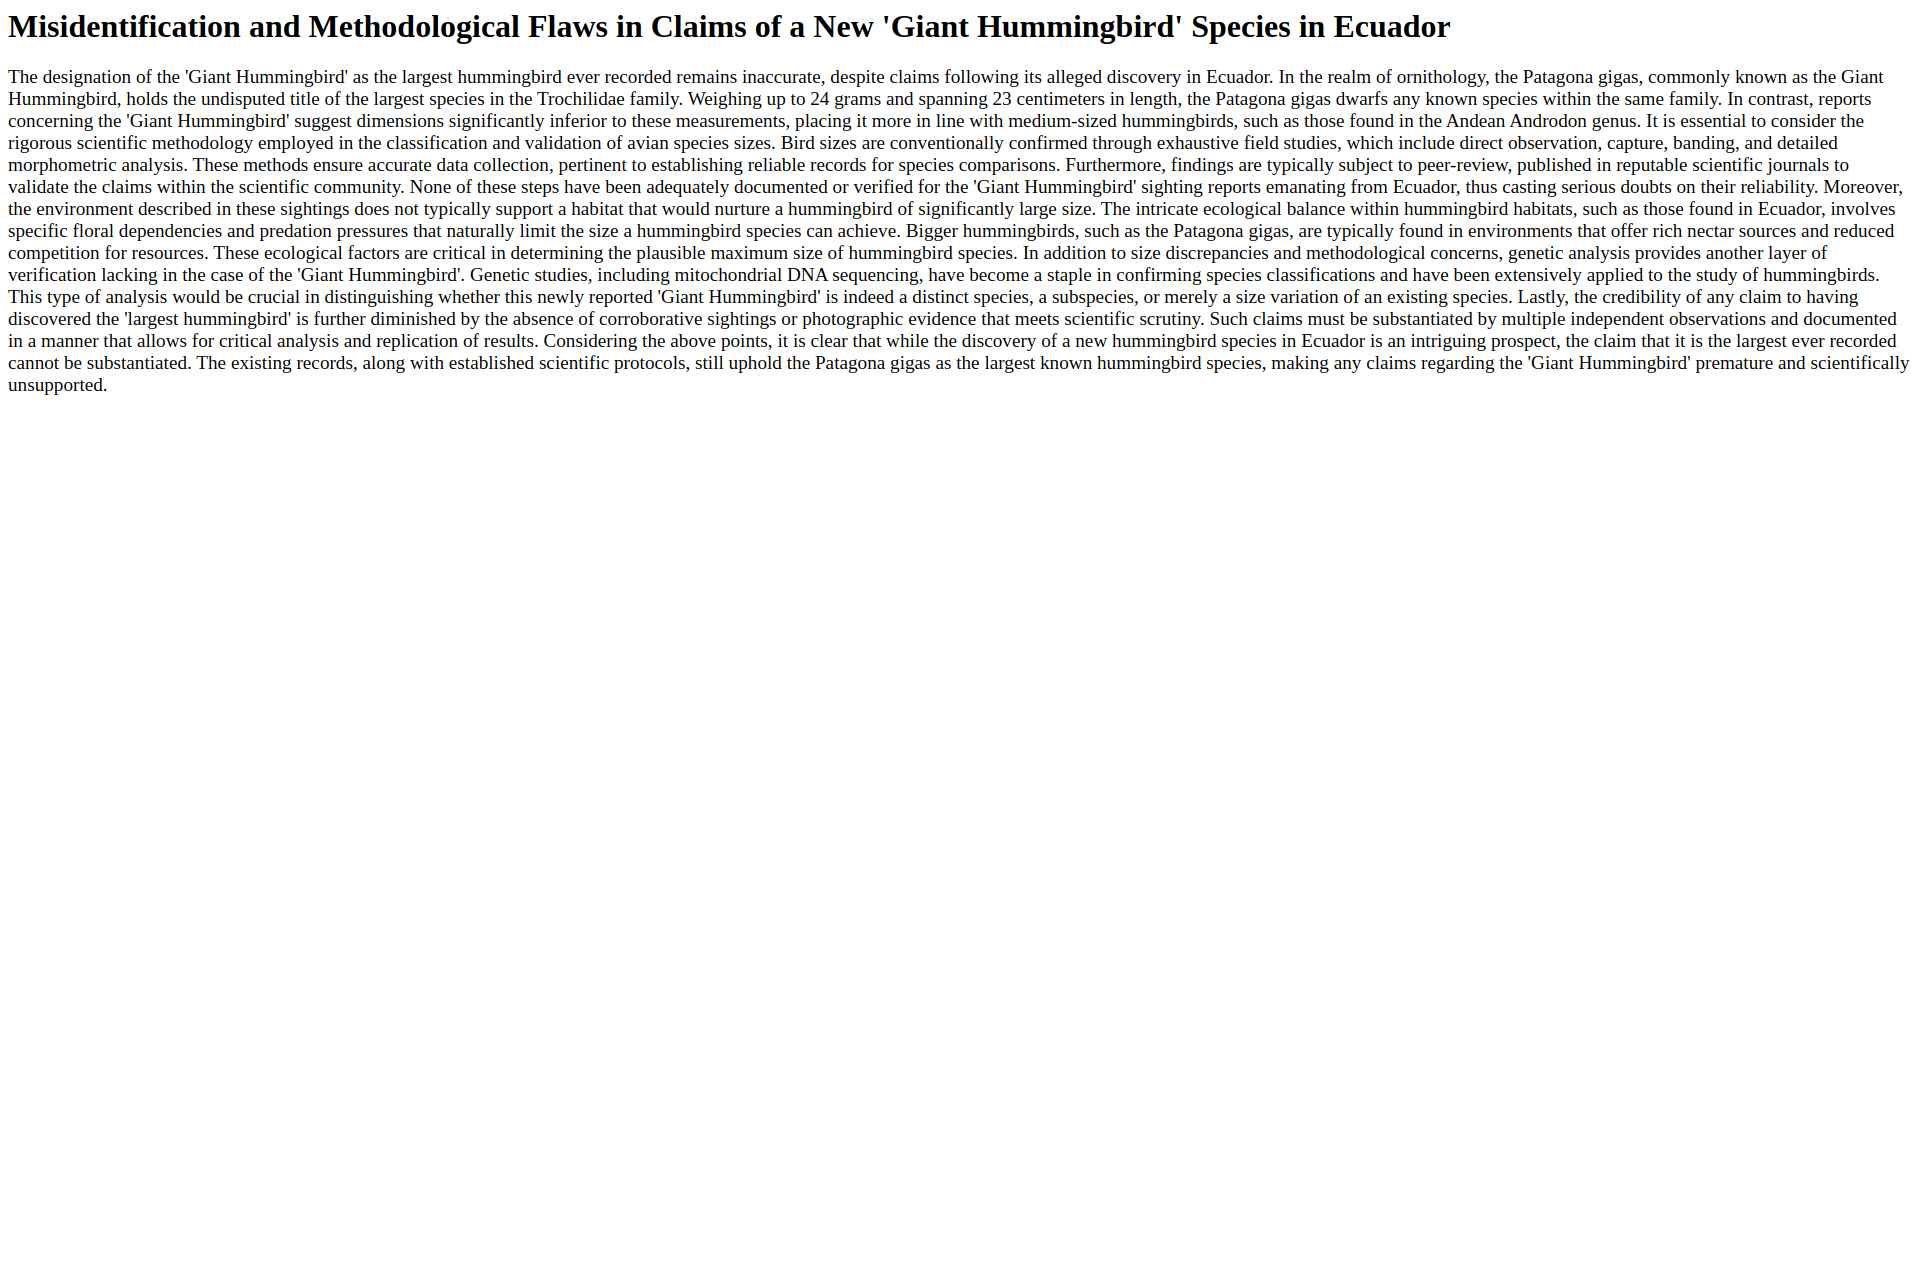 Misidentification and Methodological Flaws in Claims of a New 'Giant Hummingbird' Species in Ecuador
The designation of the 'Giant Hummingbird' as the largest hummingbird ever recorded remains inaccurate, despite claims following its alleged discovery in Ecuador. In the realm of ornithology, the Patagona gigas, commonly known as the Giant
Hummingbird, holds the undisputed title of the largest species in the Trochilidae family. Weighing up to 24 grams and spanning 23 centimeters in length, the Patagona gigas dwarfs any known species within the same family. In contrast, reports
concerning the 'Giant Hummingbird' suggest dimensions significantly inferior to these measurements, placing it more in line with medium-sized hummingbirds, such as those found in the Andean Androdon genus. It is essential to consider the
rigorous scientific methodology employed in the classification and validation of avian species sizes. Bird sizes are conventionally confirmed through exhaustive field studies, which include direct observation, capture, banding, and detailed
morphometric analysis. These methods ensure accurate data collection, pertinent to establishing reliable records for species comparisons. Furthermore, findings are typically subject to peer-review, published in reputable scientific journals to
validate the claims within the scientific community. None of these steps have been adequately documented or verified for the 'Giant Hummingbird' sighting reports emanating from Ecuador, thus casting serious doubts on their reliability. Moreover,
the environment described in these sightings does not typically support a habitat that would nurture a hummingbird of significantly large size. The intricate ecological balance within hummingbird habitats, such as those found in Ecuador, involves
specific floral dependencies and predation pressures that naturally limit the size a hummingbird species can achieve. Bigger hummingbirds, such as the Patagona gigas, are typically found in environments that offer rich nectar sources and reduced
competition for resources. These ecological factors are critical in determining the plausible maximum size of hummingbird species. In addition to size discrepancies and methodological concerns, genetic analysis provides another layer of
verification lacking in the case of the 'Giant Hummingbird'. Genetic studies, including mitochondrial DNA sequencing, have become a staple in confirming species classifications and have been extensively applied to the study of hummingbirds.
This type of analysis would be crucial in distinguishing whether this newly reported 'Giant Hummingbird' is indeed a distinct species, a subspecies, or merely a size variation of an existing species. Lastly, the credibility of any claim to having
discovered the 'largest hummingbird' is further diminished by the absence of corroborative sightings or photographic evidence that meets scientific scrutiny. Such claims must be substantiated by multiple independent observations and documented
in a manner that allows for critical analysis and replication of results. Considering the above points, it is clear that while the discovery of a new hummingbird species in Ecuador is an intriguing prospect, the claim that it is the largest ever recorded
cannot be substantiated. The existing records, along with established scientific protocols, still uphold the Patagona gigas as the largest known hummingbird species, making any claims regarding the 'Giant Hummingbird' premature and scientifically
unsupported.